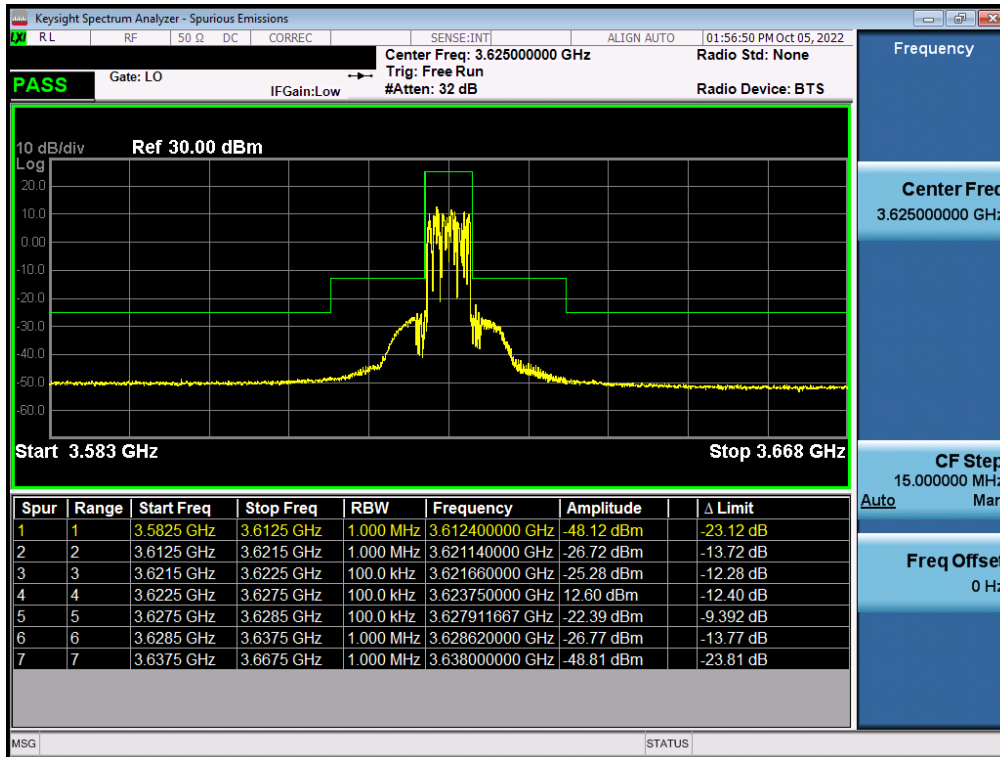 Keysight Spectrum Analyzer - Spurious Emissions
LXI RL RF 50 Ω DC CORREC SENSE:INT ALIGN AUTO 01:56:50 PM Oct 05, 2022
Center Freq: 3.625000000 GHz Radio Std: None
PASS Gate: LO Trig: Free Run
IFGain:Low #Atten: 32 dB Radio Device: BTS
10 dB/div Ref 30.00 dBm
Log
20.0
10.0
0.00
-10.0
-20.0
-30.0
-40.0
-50.0
-60.0
Start 3.583 GHz Stop 3.668 GHz
Spur Range Start Freq Stop Freq RBW Frequency Amplitude Δ Limit
1 1 3.5825 GHz 3.6125 GHz 1.000 MHz 3.612400000 GHz -48.12 dBm -23.12 dB
2 2 3.6125 GHz 3.6215 GHz 1.000 MHz 3.621140000 GHz -26.72 dBm -13.72 dB
3 3 3.6215 GHz 3.6225 GHz 100.0 kHz 3.621660000 GHz -25.28 dBm -12.28 dB
4 4 3.6225 GHz 3.6275 GHz 100.0 kHz 3.623750000 GHz 12.60 dBm -12.40 dB
5 5 3.6275 GHz 3.6285 GHz 100.0 kHz 3.627911667 GHz -22.39 dBm -9.392 dB
6 6 3.6285 GHz 3.6375 GHz 1.000 MHz 3.628620000 GHz -26.77 dBm -13.77 dB
7 7 3.6375 GHz 3.6675 GHz 1.000 MHz 3.638000000 GHz -48.81 dBm -23.81 dB
MSG STATUS
Frequency
Center Freq
3.625000000 GHz
CF Step
15.000000 MHz
Auto Man
Freq Offset
0 Hz